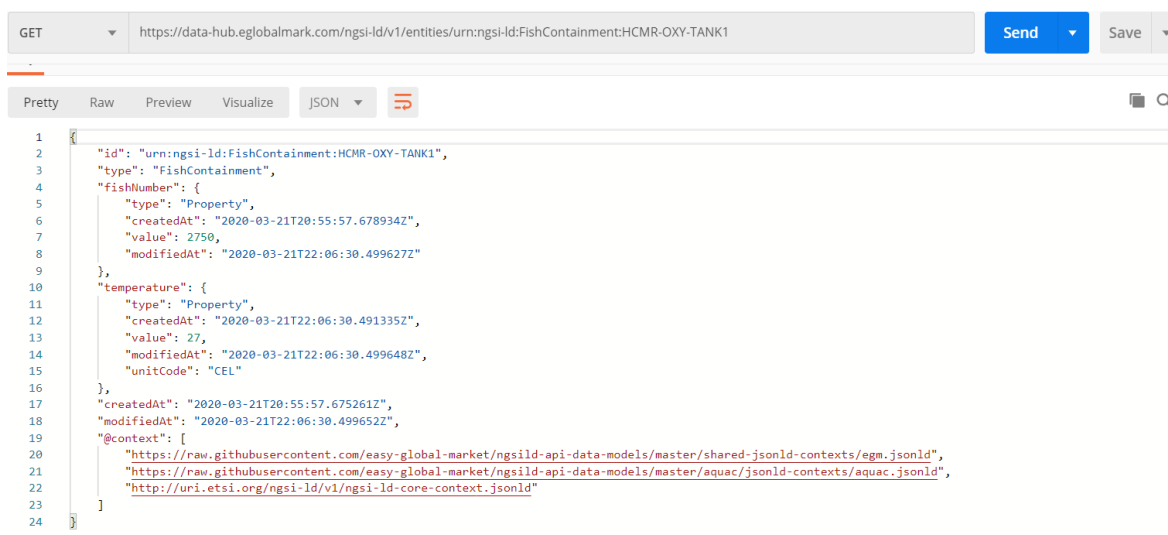 GET https://data-hub.eglobalmark.com/ngsi-ld/v1/entities/urn:ngsi-ld:FishContainment:HCMR-OXY-TANK1 Send Save
Pretty Raw Preview Visualize JSON
1 {
2 "id": "urn:ngsi-ld:FishContainment:HCMR-OXY-TANK1",
3 "type": "FishContainment",
4 "fishNumber": {
5 "type": "Property",
6 "createdAt": "2020-03-21T20:55:57.678934Z",
7 "value": 2750,
8 "modifiedAt": "2020-03-21T22:06:30.499627Z"
9 },
10 "temperature": {
11 "type": "Property",
12 "createdAt": "2020-03-21T22:06:30.491335Z",
13 "value": 27,
14 "modifiedAt": "2020-03-21T22:06:30.499648Z",
15 "unitCode": "CEL"
16 },
17 "createdAt": "2020-03-21T20:55:57.675261Z",
18 "modifiedAt": "2020-03-21T22:06:30.499652Z",
19 "@context": [
20 "https://raw.githubusercontent.com/easy-global-market/ngsild-api-data-models/master/shared-jsonld-contexts/egm.jsonld",
21 "https://raw.githubusercontent.com/easy-global-market/ngsild-api-data-models/master/aquac/jsonld-contexts/aquac.jsonld",
22 "http://uri.etsi.org/ngsi-ld/v1/ngsi-ld-core-context.jsonld"
23 ]
24 }